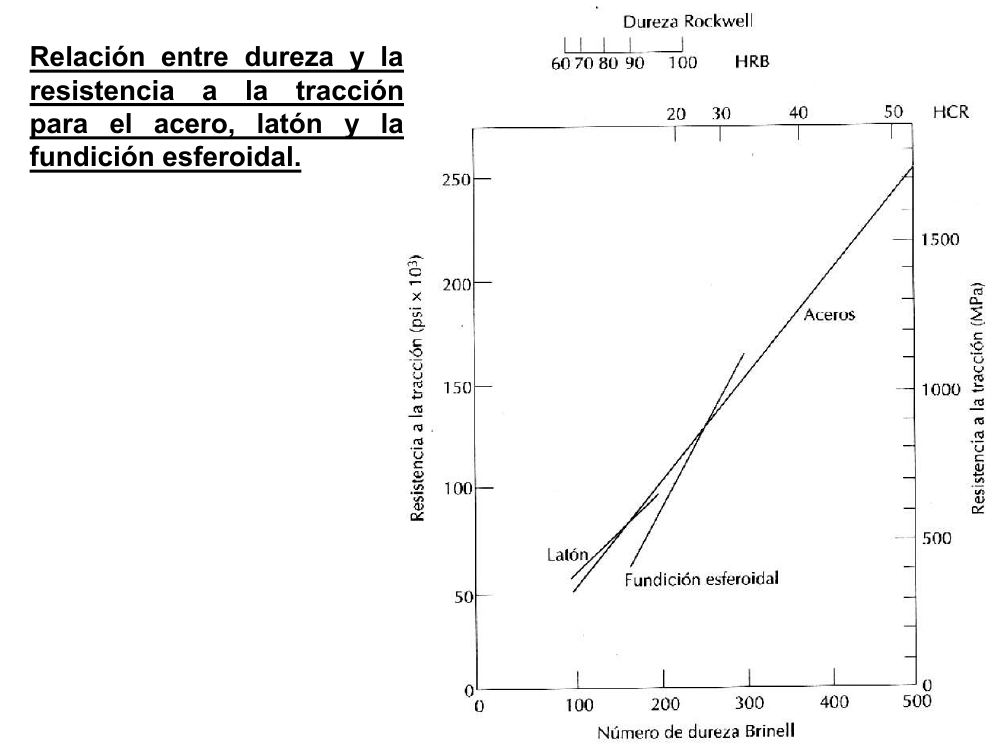 Relación entre dureza y la
resistencia a la tracción
para el acero, latón y la
fundición esferoidal.
Dureza Rockwell
60 70 80 90 100 HRB
20 30 40 50 HCR
250
200
150
100
50
0
Resistencia a la tracción (psi x 10³)
1500
1000
500
0
Resistencia a la tracción (MPa)
Aceros
Latón
Fundición esferoidal
0 100 200 300 400 500
Número de dureza Brinell